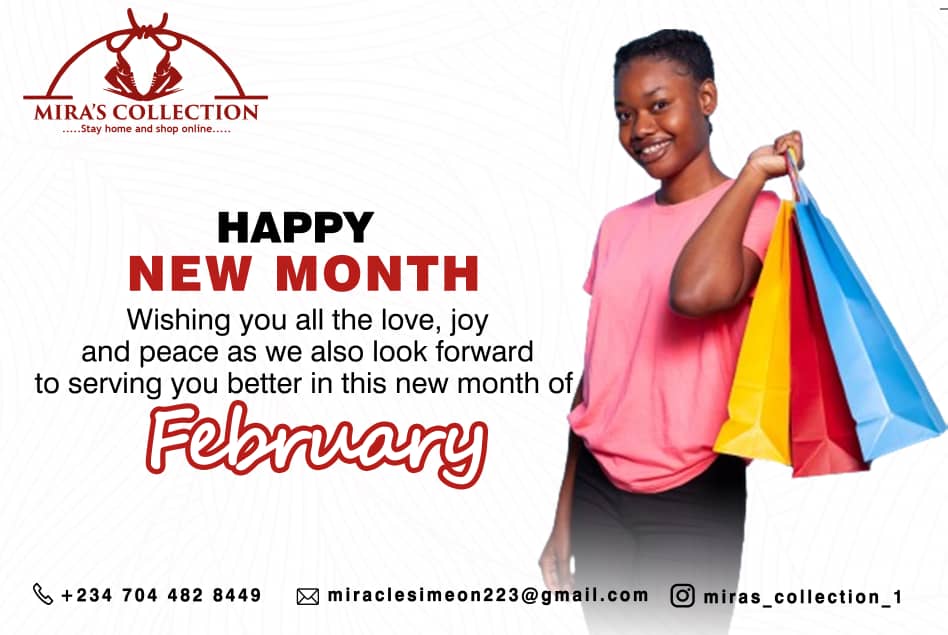 MIRA'S COLLECTION
.....Stay home and shop online.....
HAPPY
NEW MONTH
Wishing you all the love, joy
and peace as we also look forward
to serving you better in this new month of
February
+234 704 482 8449
miraclesimeon223@gmail.com
miras_collection_1